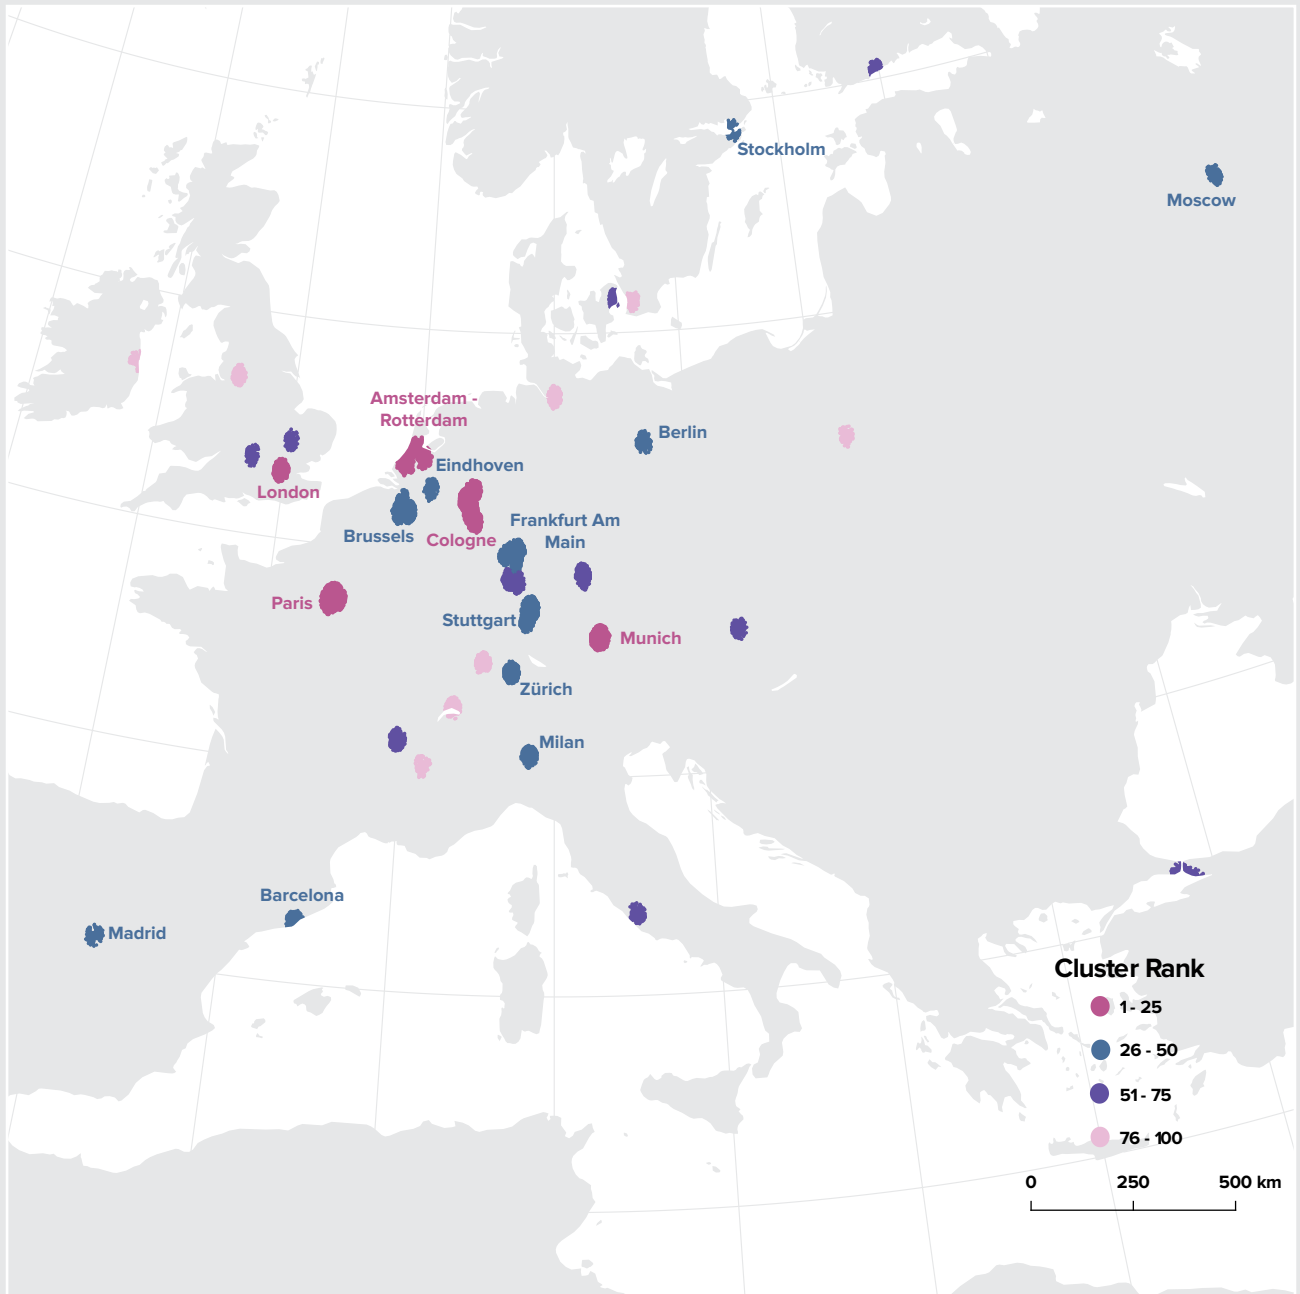 Stockholm
Moscow
Amsterdam -
Rotterdam
Berlin
Eindhoven
London
Frankfurt Am
Main
Brussels
Cologne
Paris
Stuttgart
Munich
Zürich
Milan
Barcelona
Madrid
Cluster Rank
1 - 25
26 - 50
51 - 75
76 - 100
0 250 500 km